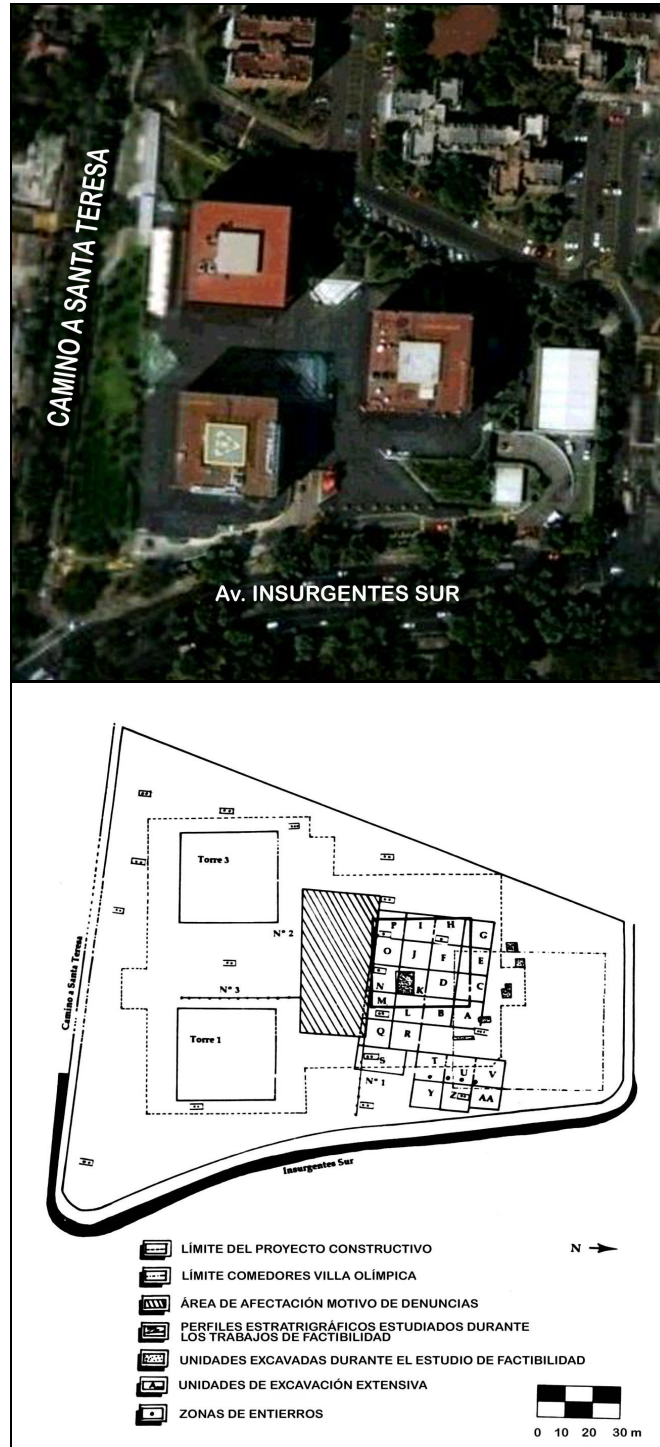 CAMINO A SANTA TERESA
Av. INSURGENTES SUR
Torre 3
P I H G
Nº 2
O J F E
Camino a Santa Teresa
N K D C
Nº 3
M L B A
Torre 1
Q R
S T U V
Nº 1
Y Z AA
Insurgentes Sur
LÍMITE DEL PROYECTO CONSTRUCTIVO
N
LÍMITE COMEDORES VILLA OLÍMPICA
ÁREA DE AFECTACIÓN MOTIVO DE DENUNCIAS
PERFILES ESTRATRIGRÁFICOS ESTUDIADOS DURANTE
LOS TRABAJOS DE FACTIBILIDAD
UNIDADES EXCAVADAS DURANTE EL ESTUDIO DE FACTIBILIDAD
A UNIDADES DE EXCAVACIÓN EXTENSIVA
ZONAS DE ENTIERROS
0 10 20 30 m